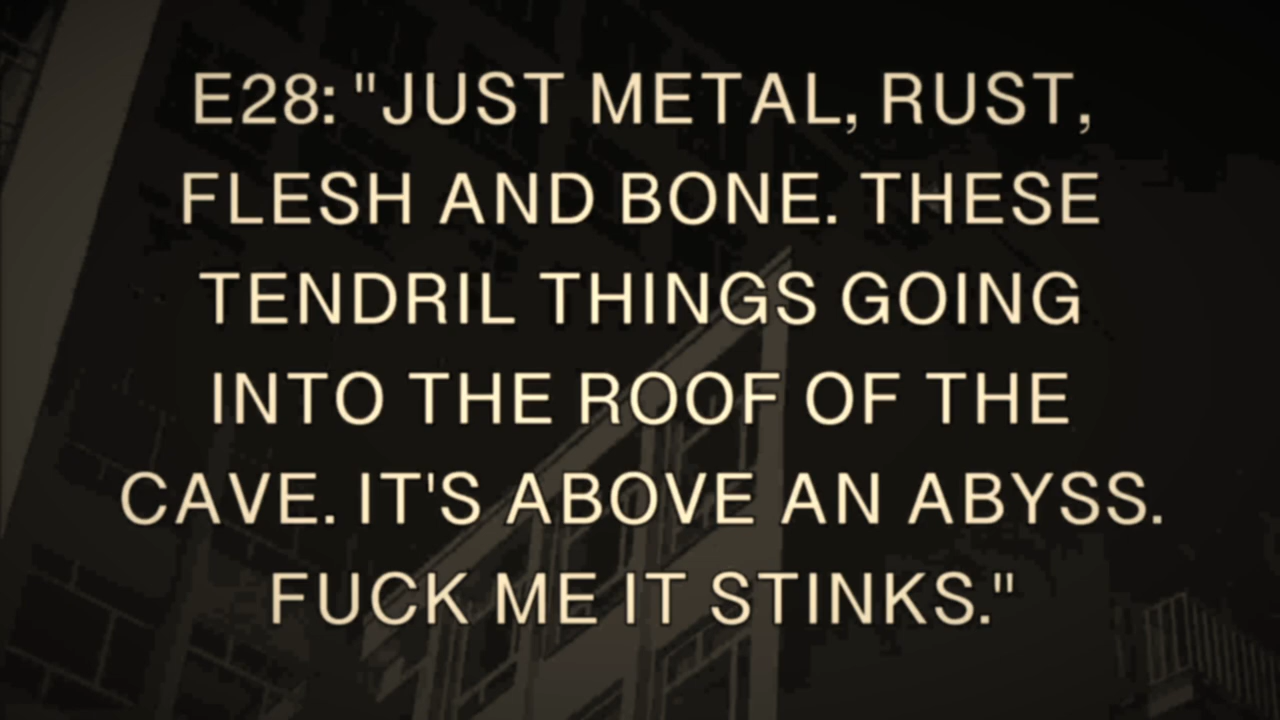 E28: "JUST METAL, RUST,
FLESH AND BONE. THESE
TENDRIL THINGS GOING
INTO THE ROOF OF THE
CAVE. IT'S ABOVE AN ABYSS.
FUCK ME IT STINKS."